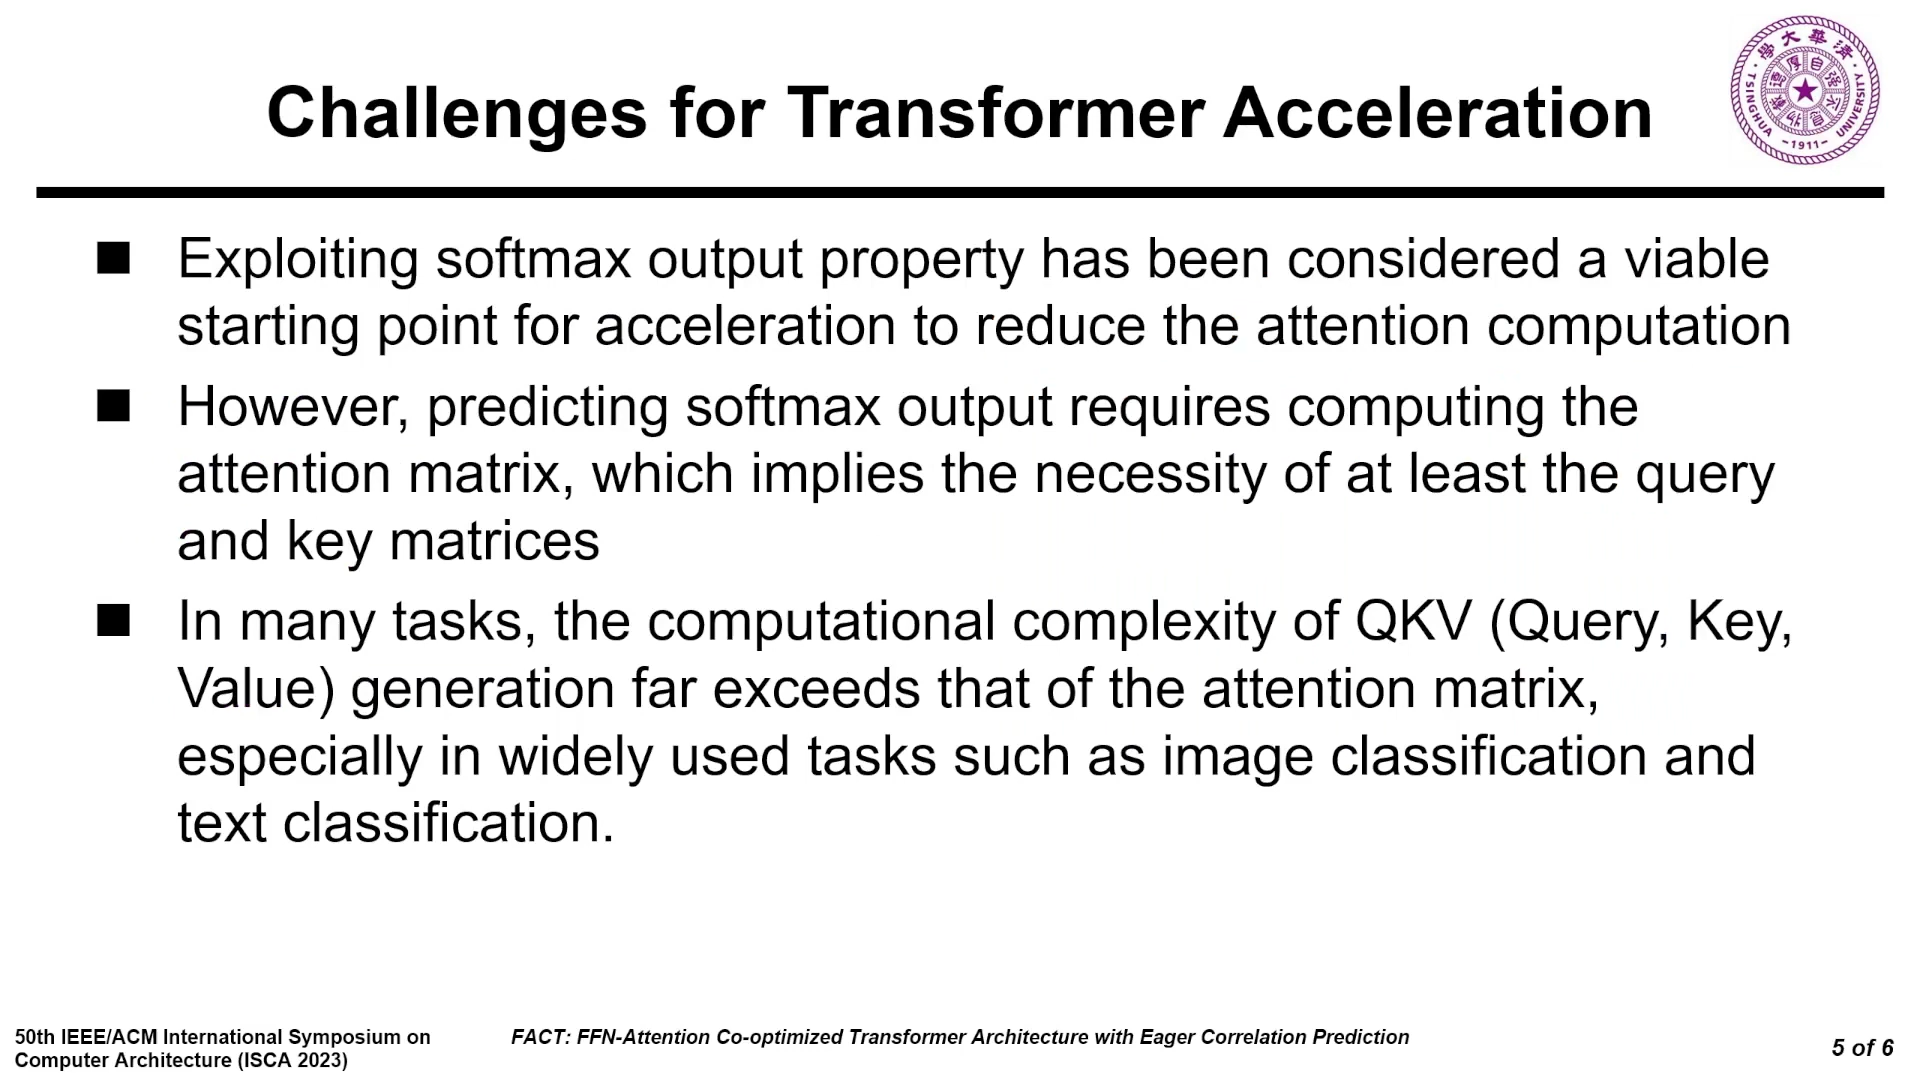 Challenges for Transformer Acceleration
TSINGHUA UNIVERSITY
-1911-
Exploiting softmax output property has been considered a viable
starting point for acceleration to reduce the attention computation
However, predicting softmax output requires computing the
attention matrix, which implies the necessity of at least the query
and key matrices
In many tasks, the computational complexity of QKV (Query, Key,
Value) generation far exceeds that of the attention matrix,
especially in widely used tasks such as image classification and
text classification.
50th IEEE/ACM International Symposium on
Computer Architecture (ISCA 2023)
FACT: FFN-Attention Co-optimized Transformer Architecture with Eager Correlation Prediction
5 of 6